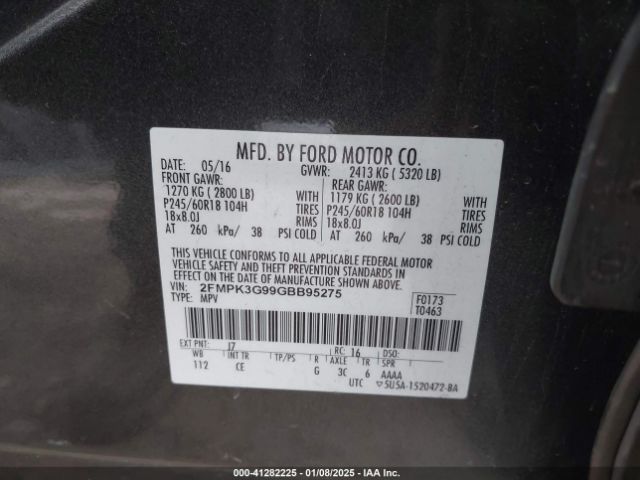 MFD. BY FORD MOTOR CO.
DATE: 05/16 GVWR: 2413 KG ( 5320 LB)
FRONT GAWR: REAR GAWR:
1270 KG ( 2800 LB) WITH 1179 KG ( 2600 LB) WITH
P245/60R18 104H TIRES P245/60R18 104H TIRES
18x8.0J RIMS 18x8.0J RIMS
AT 260 kPa/ 38 PSI COLD AT 260 kPa/ 38 PSI COLD
THIS VEHICLE CONFORMS TO ALL APPLICABLE FEDERAL MOTOR
VEHICLE SAFETY AND THEFT PREVENTION STANDARDS IN
EFFECT ON THE DATE OF MANUFACTURE SHOWN ABOVE.
VIN: 2FMPK3G99GBB95275 F0173
TYPE: MPV T0463
EXT PNT: J7 RC: 16 DSO:
WB INT TR TP/PS R AXLE TR SPR
112 CE G 3C 6 AAAA
UTC ▽5U5A-1520472-BA
000-41282225 - 01/08/2025 - IAA Inc.